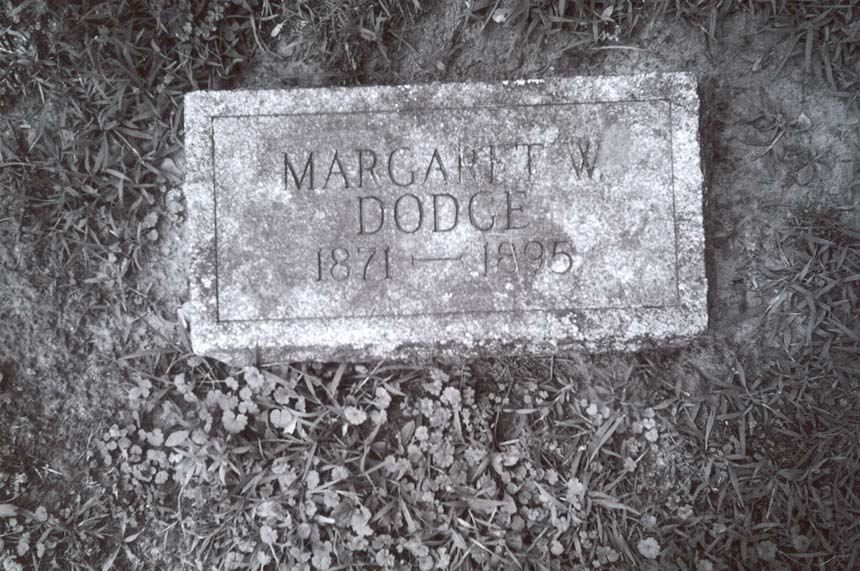 MARGARET W.
DODGE
1871 — 1895